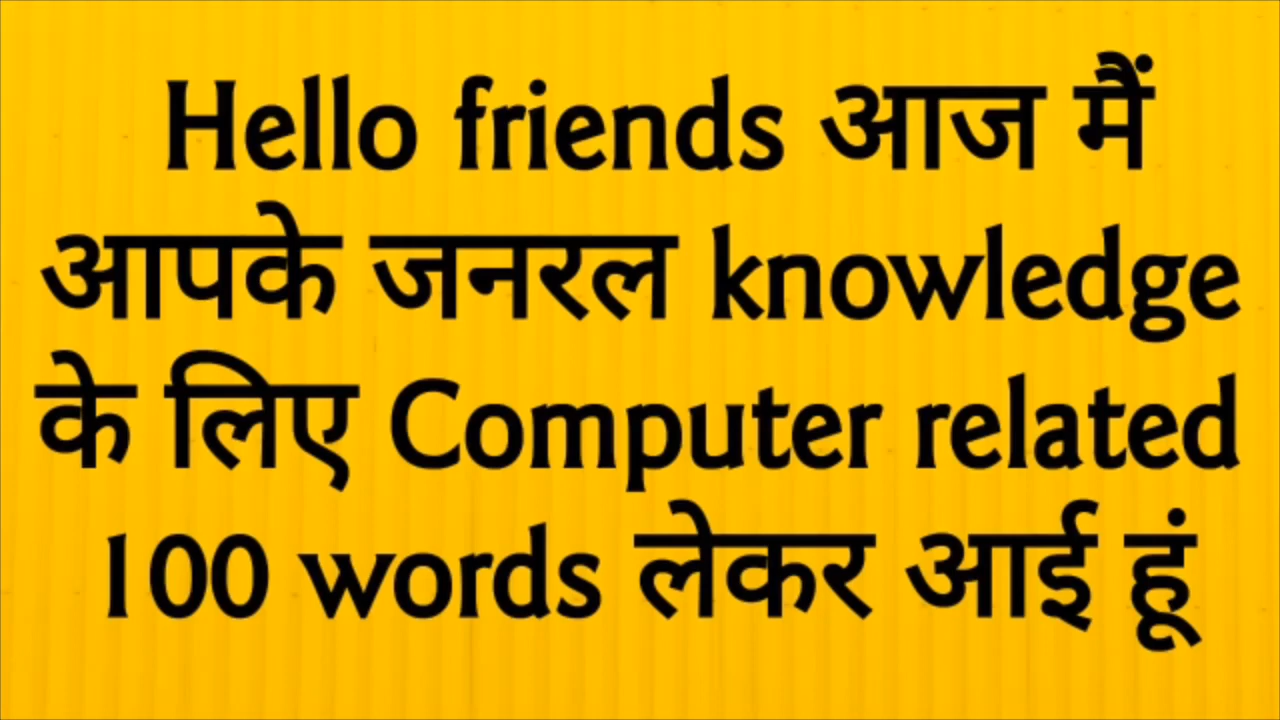 Hello friends आज मैं
आपके जनरल knowledge
के लिए Computer related
100 words लेकर आई हूं